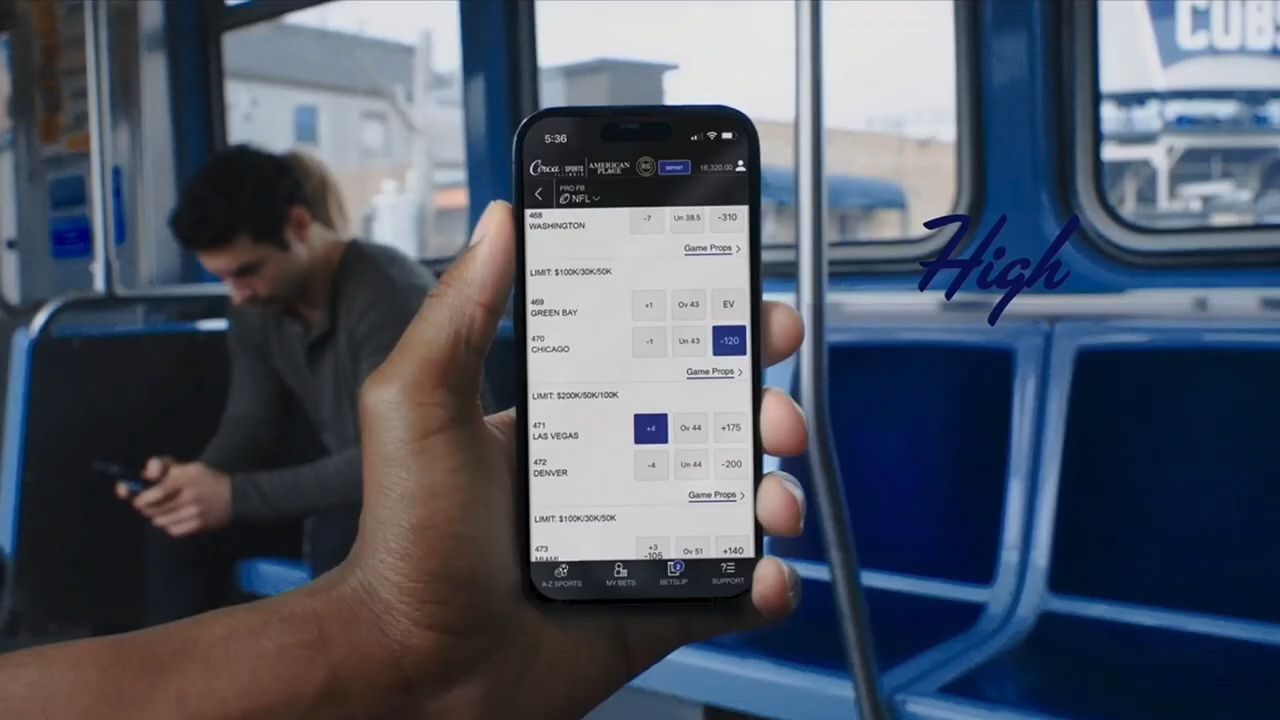 CUBS
5:36
Circa SPORTS ILLINOIS AMERICAN PLACE DEPOSIT 16,320.00
PRO FB
NFL
468
WASHINGTON -7 Un 38.5 -310
Game Props
LIMIT: $100K/30K/50K
469
GREEN BAY +1 Ov 43 EV
470
CHICAGO -1 Un 43 -120
Game Props
LIMIT: $200K/50K/100K
471
LAS VEGAS +4 Ov 44 +175
472
DENVER -4 Un 44 -200
Game Props
LIMIT: $100K/30K/50K
473
MIAMI +3 -105 Ov 51 +140
A-Z SPORTS MY BETS BETSLIP 2 SUPPORT
High